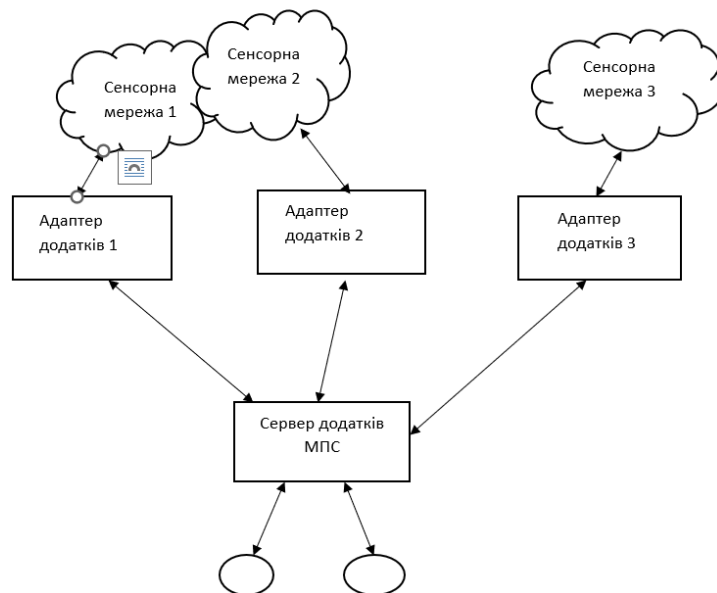 Сенсорна
мережа 1
Сенсорна
мережа 2
Сенсорна
мережа 3
Адаптер
додатків 1
Адаптер
додатків 2
Адаптер
додатків 3
Сервер додатків
МПС